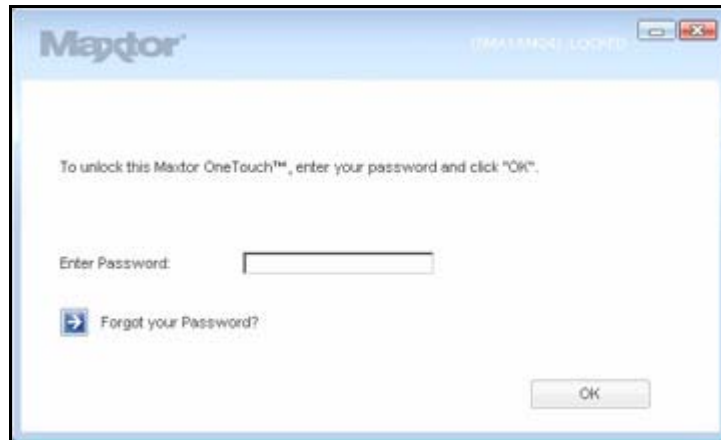 Maxtor
To unlock this Maxtor OneTouch™, enter your password and click "OK".
Enter Password:
Forgot your Password?
OK